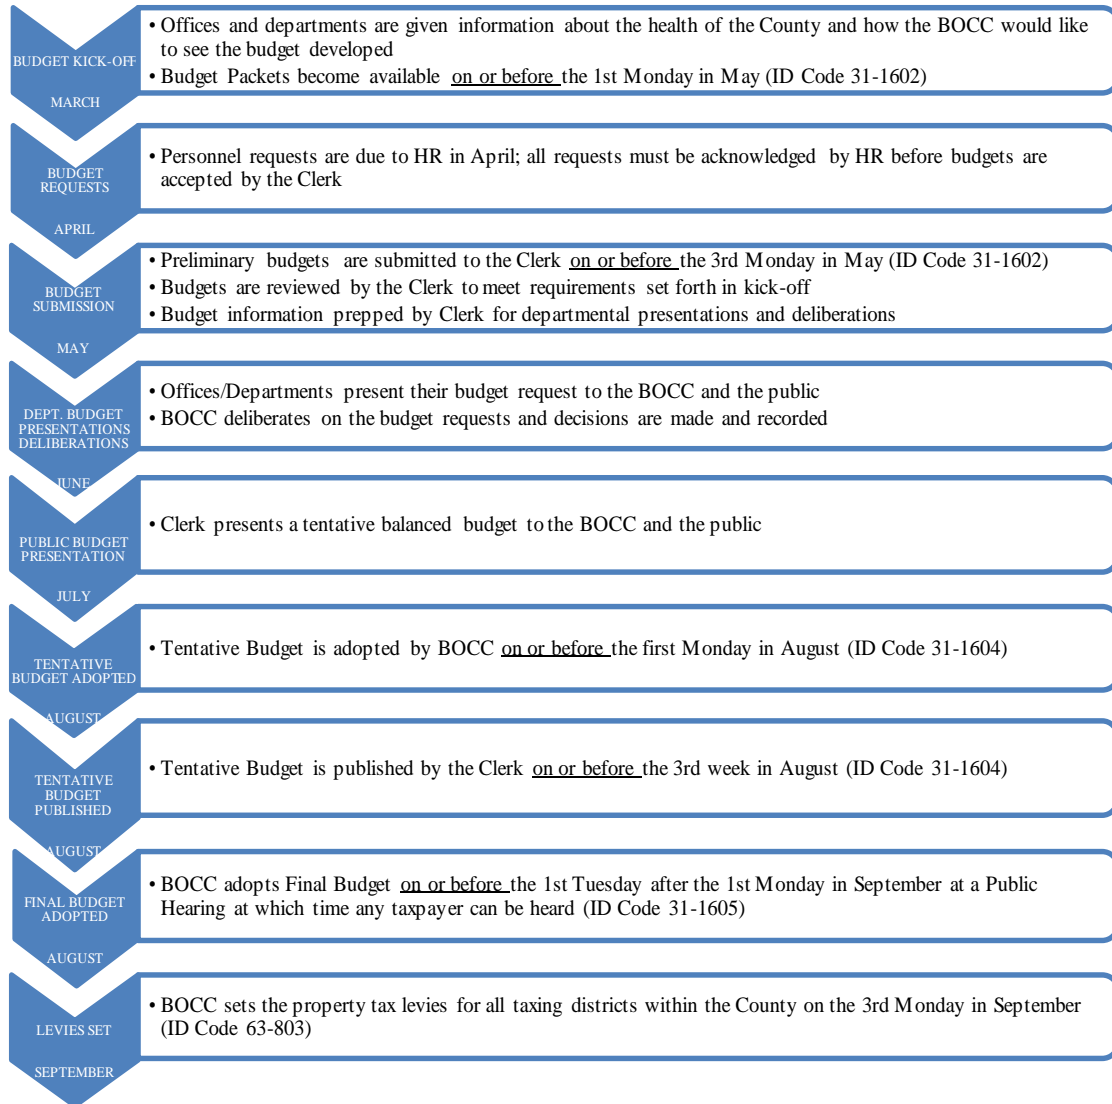 BUDGET KICK-OFF
MARCH
• Offices and departments are given information about the health of the County and how the BOCC would like
to see the budget developed
• Budget Packets become available on or before the 1st Monday in May (ID Code 31-1602)
BUDGET
REQUESTS
APRIL
• Personnel requests are due to HR in April; all requests must be acknowledged by HR before budgets are
accepted by the Clerk
BUDGET
SUBMISSION
MAY
• Preliminary budgets are submitted to the Clerk on or before the 3rd Monday in May (ID Code 31-1602)
• Budgets are reviewed by the Clerk to meet requirements set forth in kick-off
• Budget information prepped by Clerk for departmental presentations and deliberations
DEPT. BUDGET
PRESENTATIONS
DELIBERATIONS
JUNE
• Offices/Departments present their budget request to the BOCC and the public
• BOCC deliberates on the budget requests and decisions are made and recorded
PUBLIC BUDGET
PRESENTATION
JULY
• Clerk presents a tentative balanced budget to the BOCC and the public
TENTATIVE
BUDGET ADOPTED
AUGUST
• Tentative Budget is adopted by BOCC on or before the first Monday in August (ID Code 31-1604)
TENTATIVE
BUDGET
PUBLISHED
AUGUST
• Tentative Budget is published by the Clerk on or before the 3rd week in August (ID Code 31-1604)
FINAL BUDGET
ADOPTED
AUGUST
• BOCC adopts Final Budget on or before the 1st Tuesday after the 1st Monday in September at a Public
Hearing at which time any taxpayer can be heard (ID Code 31-1605)
LEVIES SET
SEPTEMBER
• BOCC sets the property tax levies for all taxing districts within the County on the 3rd Monday in September
(ID Code 63-803)